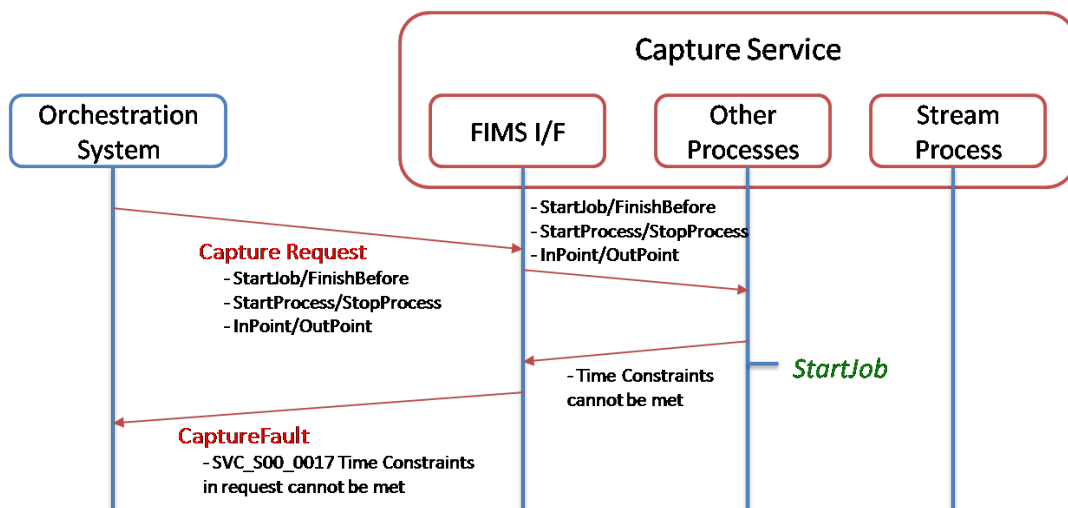 Capture Service
Orchestration
System
FIMS I/F
Other
Processes
Stream
Process
- StartJob/FinishBefore
- StartProcess/StopProcess
- InPoint/OutPoint
Capture Request
- StartJob/FinishBefore
- StartProcess/StopProcess
- InPoint/OutPoint
StartJob
- Time Constraints
cannot be met
CaptureFault
- SVC_S00_0017 Time Constraints
in request cannot be met